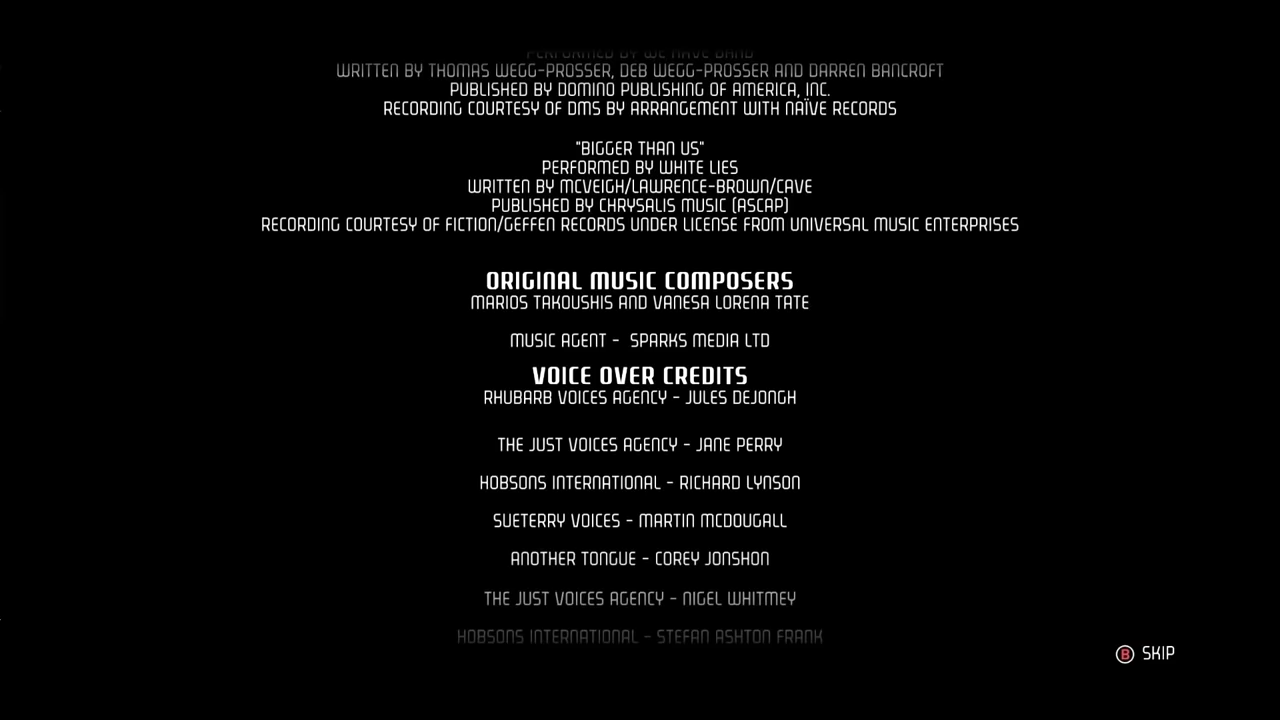 PERFORMED BY WE HAVE BAND
WRITTEN BY THOMAS WEGG-PROSSER, DEB WEGG-PROSSER AND DARREN BANCROFT
PUBLISHED BY DOMINO PUBLISHING OF AMERICA, INC.
RECORDING COURTESY OF DMS BY ARRANGEMENT WITH NAÏVE RECORDS
"BIGGER THAN US"
PERFORMED BY WHITE LIES
WRITTEN BY MCVEIGH/LAWRENCE-BROWN/CAVE
PUBLISHED BY CHRYSALIS MUSIC (ASCAP)
RECORDING COURTESY OF FICTION/GEFFEN RECORDS UNDER LICENSE FROM UNIVERSAL MUSIC ENTERPRISES
ORIGINAL MUSIC COMPOSERS
MARIOS TAKOUSHIS AND VANESA LORENA TATE
MUSIC AGENT - SPARKS MEDIA LTD
VOICE OVER CREDITS
RHUBARB VOICES AGENCY - JULES DEJONGH
THE JUST VOICES AGENCY - JANE PERRY
HOBSONS INTERNATIONAL - RICHARD LYNSON
SUETERRY VOICES - MARTIN MCDOUGALL
ANOTHER TONGUE - COREY JONSHON
THE JUST VOICES AGENCY - NIGEL WHITMEY
HOBSONS INTERNATIONAL - STEFAN ASHTON FRANK
B SKIP